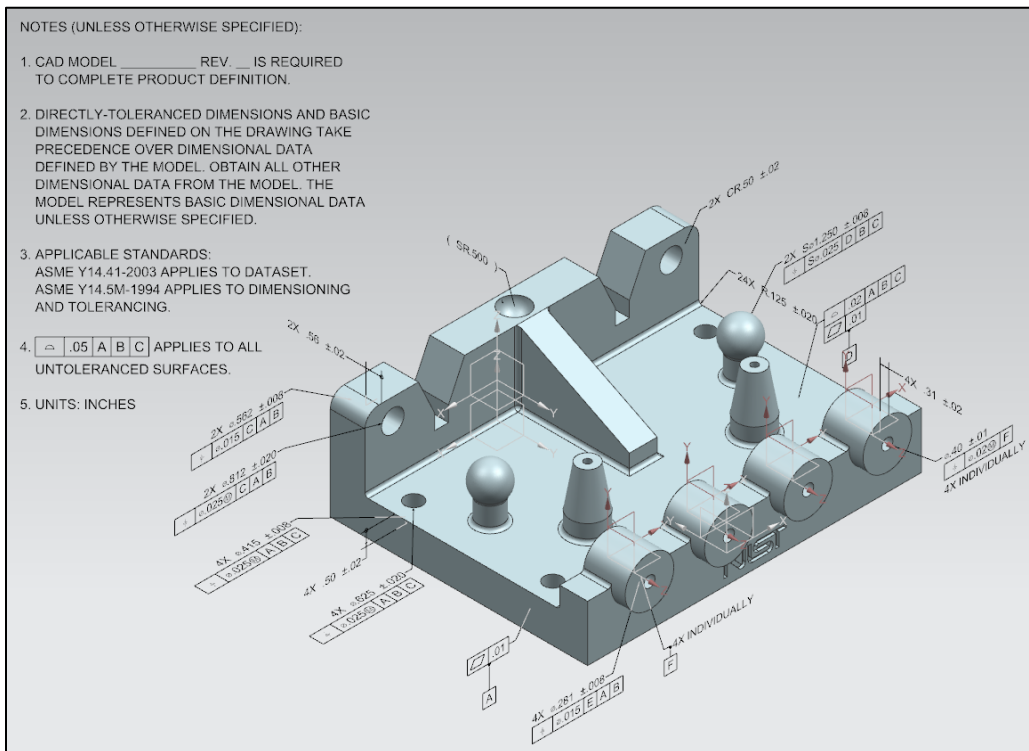 NOTES (UNLESS OTHERWISE SPECIFIED):
1. CAD MODEL __________ REV. __ IS REQUIRED
TO COMPLETE PRODUCT DEFINITION.
2. DIRECTLY-TOLERANCED DIMENSIONS AND BASIC
DIMENSIONS DEFINED ON THE DRAWING TAKE
PRECEDENCE OVER DIMENSIONAL DATA
DEFINED BY THE MODEL. OBTAIN ALL OTHER
DIMENSIONAL DATA FROM THE MODEL. THE
MODEL REPRESENTS BASIC DIMENSIONAL DATA
UNLESS OTHERWISE SPECIFIED.
3. APPLICABLE STANDARDS:
ASME Y14.41-2003 APPLIES TO DATASET.
ASME Y14.5M-1994 APPLIES TO DIMENSIONING
AND TOLERANCING.
4. ⌓ .05 A B C APPLIES TO ALL
UNTOLERANCED SURFACES.
5. UNITS: INCHES
2X CR.50 ±.02
( SR.500 )
2X S⌀1.250 ±.008
⌖ S⌀.025 D B C
24X R.125 ±.020
⌓ .02 A B C
⏥ .01
D
4X .31 ±.02
⌀.40 ±.01
⌖ ⌀.02Ⓜ F
4X INDIVIDUALLY
2X .56 ±.02
2X ⌀.562 ±.008
⌖ ⌀.015 C A B
2X ⌀.812 ±.020
⌖ ⌀.025Ⓜ C A B
4X ⌀.415 ±.008
⌖ ⌀.025Ⓜ A B C
4X .50 ±.02
4X ⌀.625 ±.020
⌖ ⌀.025Ⓜ A B C
⏥ .01
A
4X INDIVIDUALLY
F
4X ⌀.281 ±.008
⌖ ⌀.015 E A B
NIST
X
Y
Z